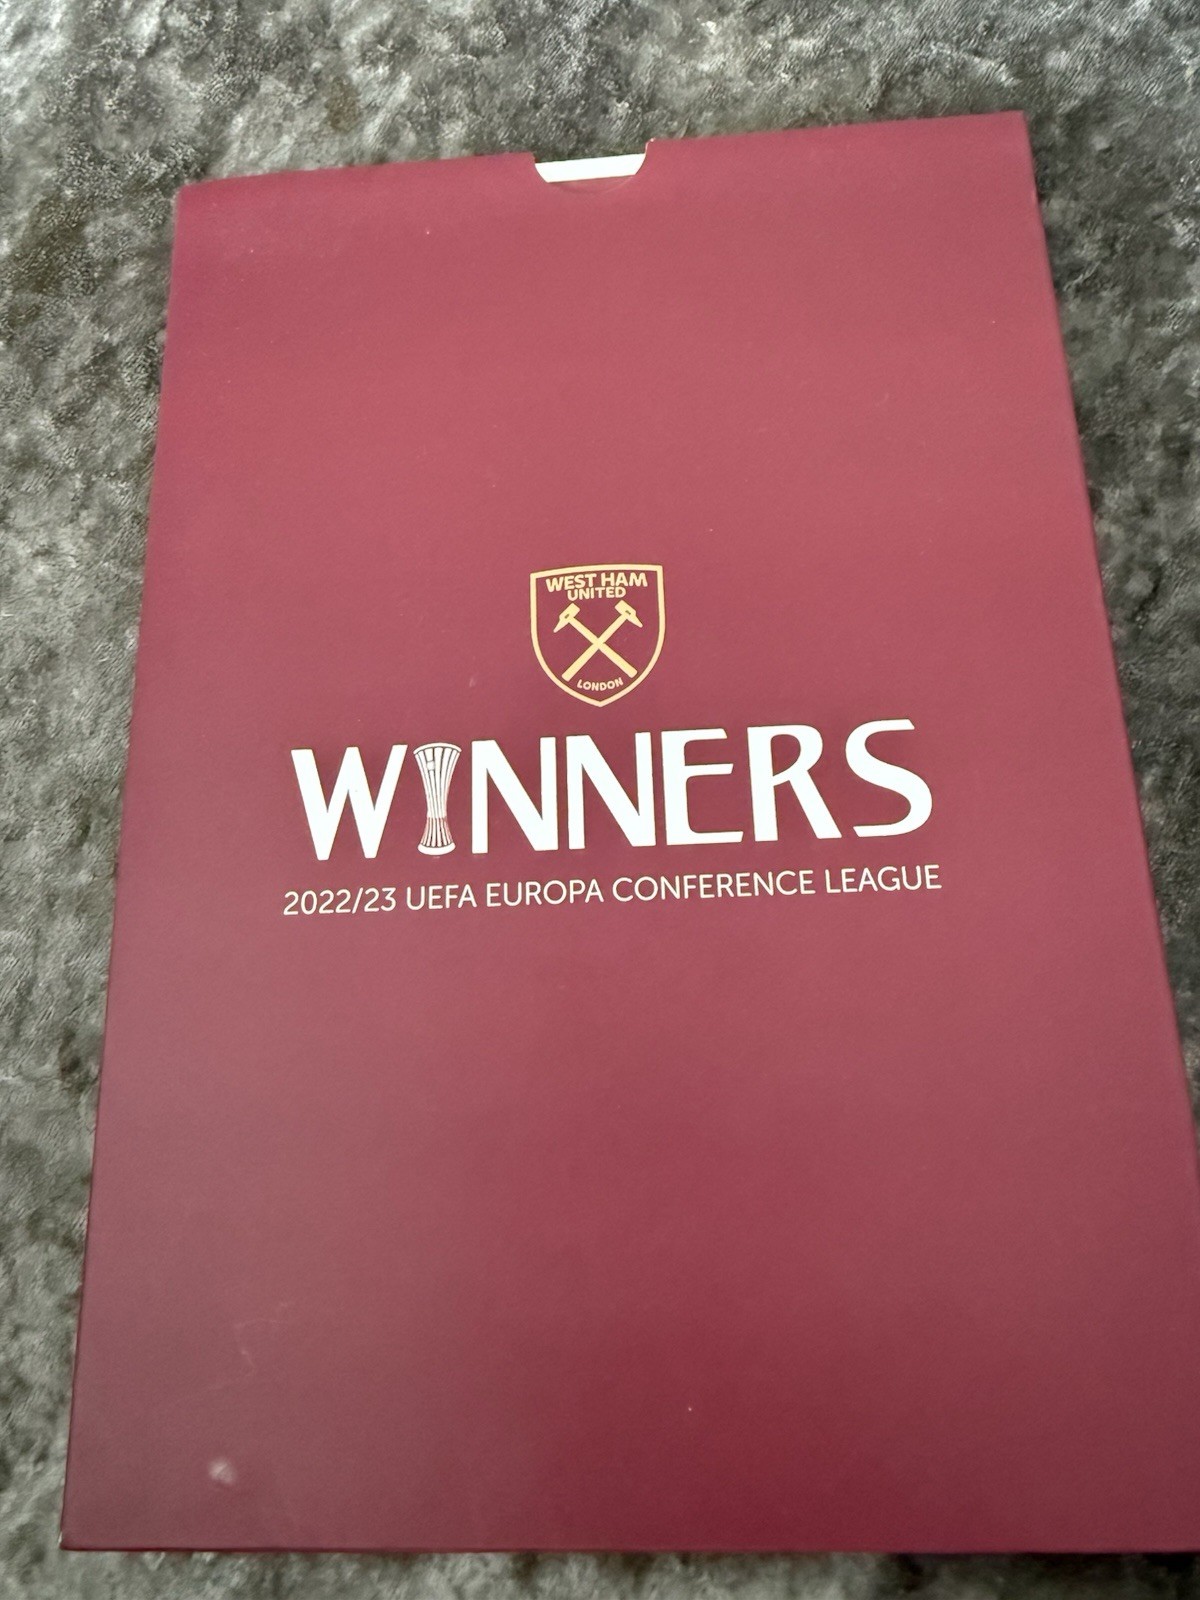 WEST HAM
UNITED
LONDON
WINNERS
2022/23 UEFA EUROPA CONFERENCE LEAGUE